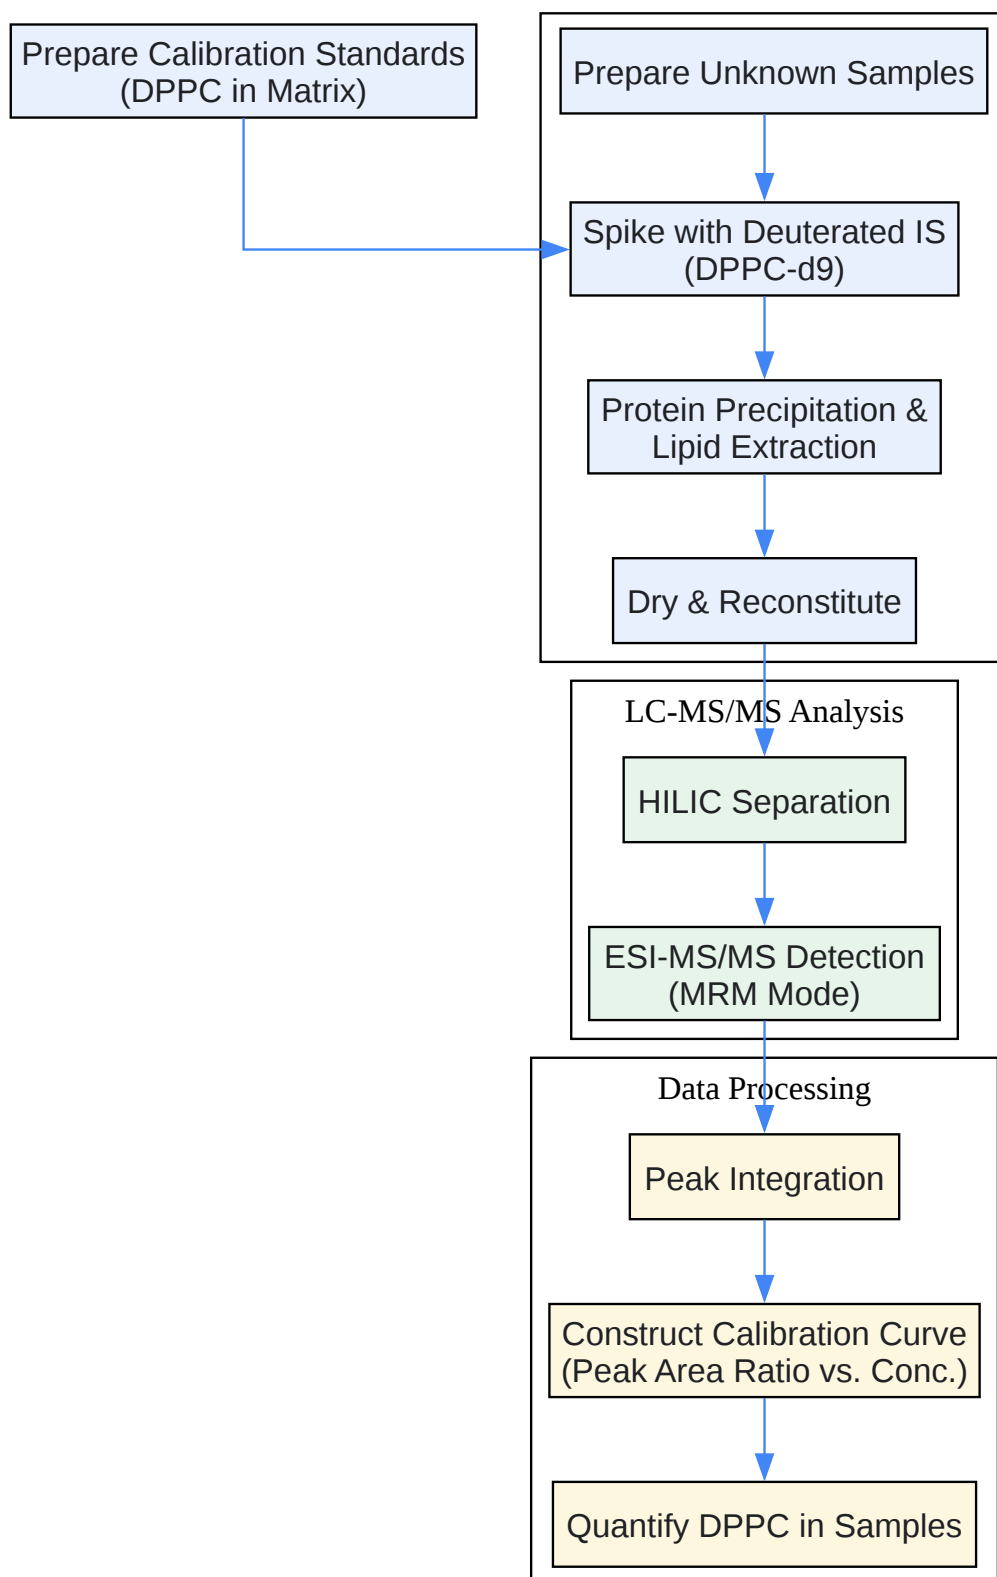 Prepare Calibration Standards
(DPPC in Matrix)
Prepare Unknown Samples
Spike with Deuterated IS
(DPPC-d9)
Protein Precipitation &
Lipid Extraction
Dry & Reconstitute
LC-MS/MS Analysis
HILIC Separation
ESI-MS/MS Detection
(MRM Mode)
Data Processing
Peak Integration
Construct Calibration Curve
(Peak Area Ratio vs. Conc.)
Quantify DPPC in Samples